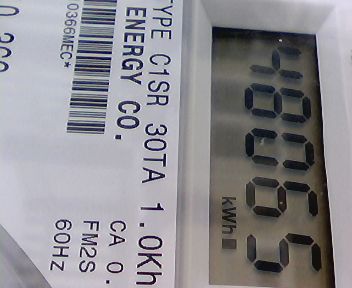 48065
kWh
TYPE C1SR 30TA 1.0Kh
ENERGY CO.
CA 0.
FM2S
60HZ
0366MEC*